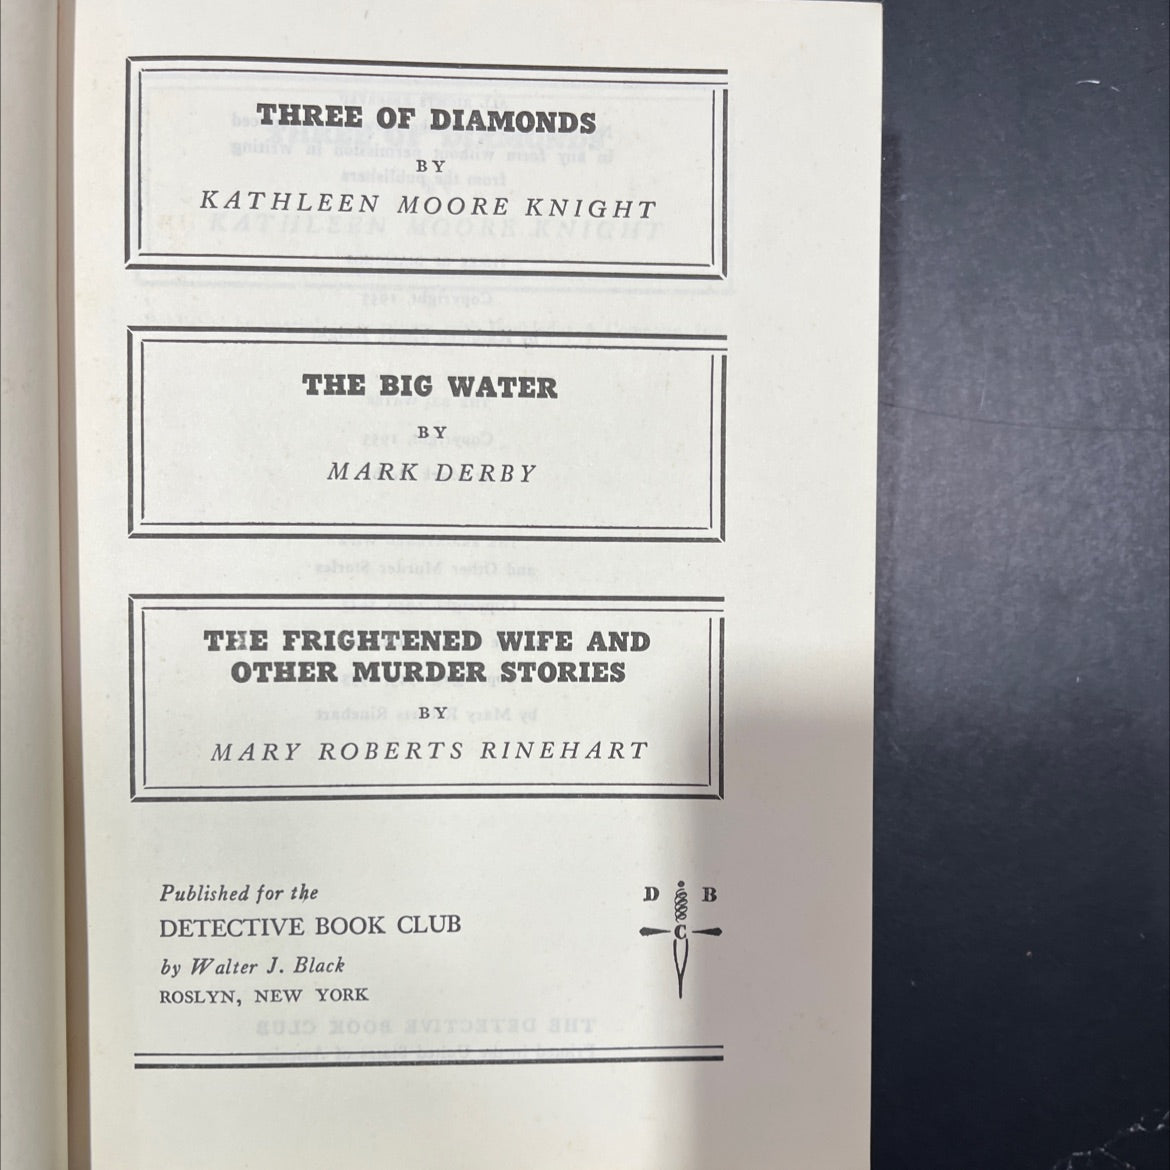 THREE OF DIAMONDS
BY
KATHLEEN MOORE KNIGHT
THE BIG WATER
BY
MARK DERBY
THE FRIGHTENED WIFE AND
OTHER MURDER STORIES
BY
MARY ROBERTS RINEHART
Published for the
DETECTIVE BOOK CLUB
by Walter J. Black
ROSLYN, NEW YORK
D B
C